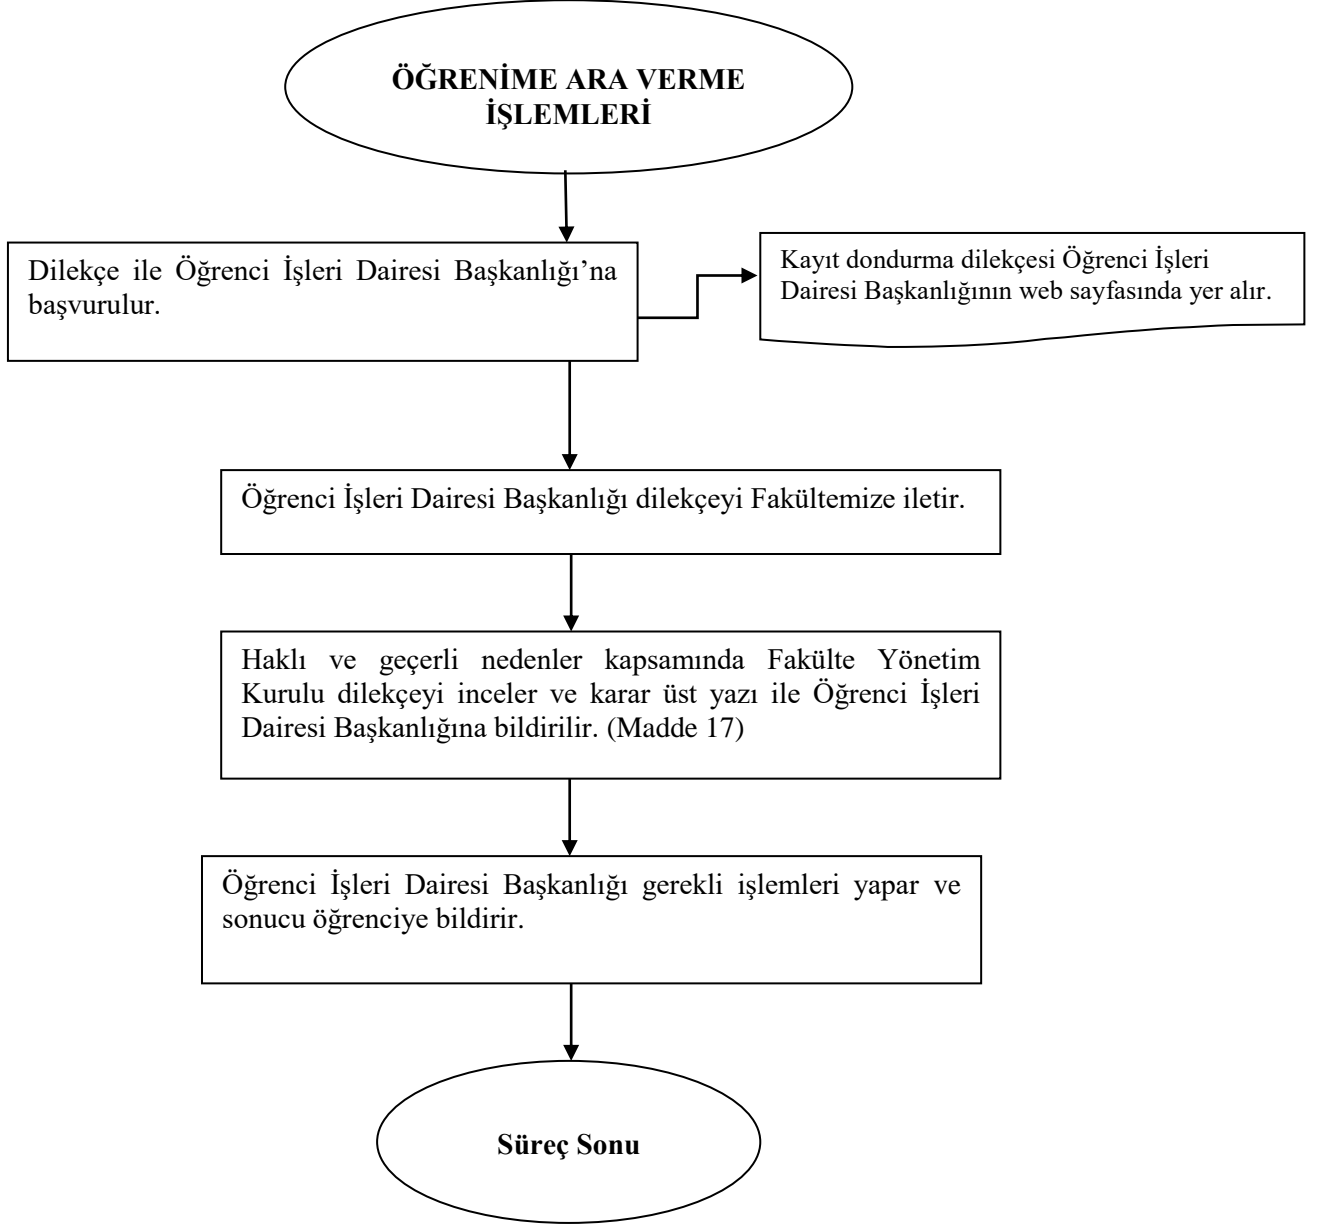 ÖĞRENİME ARA VERME
İŞLEMLERİ
Dilekçe ile Öğrenci İşleri Dairesi Başkanlığı’na
başvurulur.
Kayıt dondurma dilekçesi Öğrenci İşleri
Dairesi Başkanlığının web sayfasında yer alır.
Öğrenci İşleri Dairesi Başkanlığı dilekçeyi Fakültemize iletir.
Haklı ve geçerli nedenler kapsamında Fakülte Yönetim
Kurulu dilekçeyi inceler ve karar üst yazı ile Öğrenci İşleri
Dairesi Başkanlığına bildirilir. (Madde 17)
Öğrenci İşleri Dairesi Başkanlığı gerekli işlemleri yapar ve
sonucu öğrenciye bildirir.
Süreç Sonu